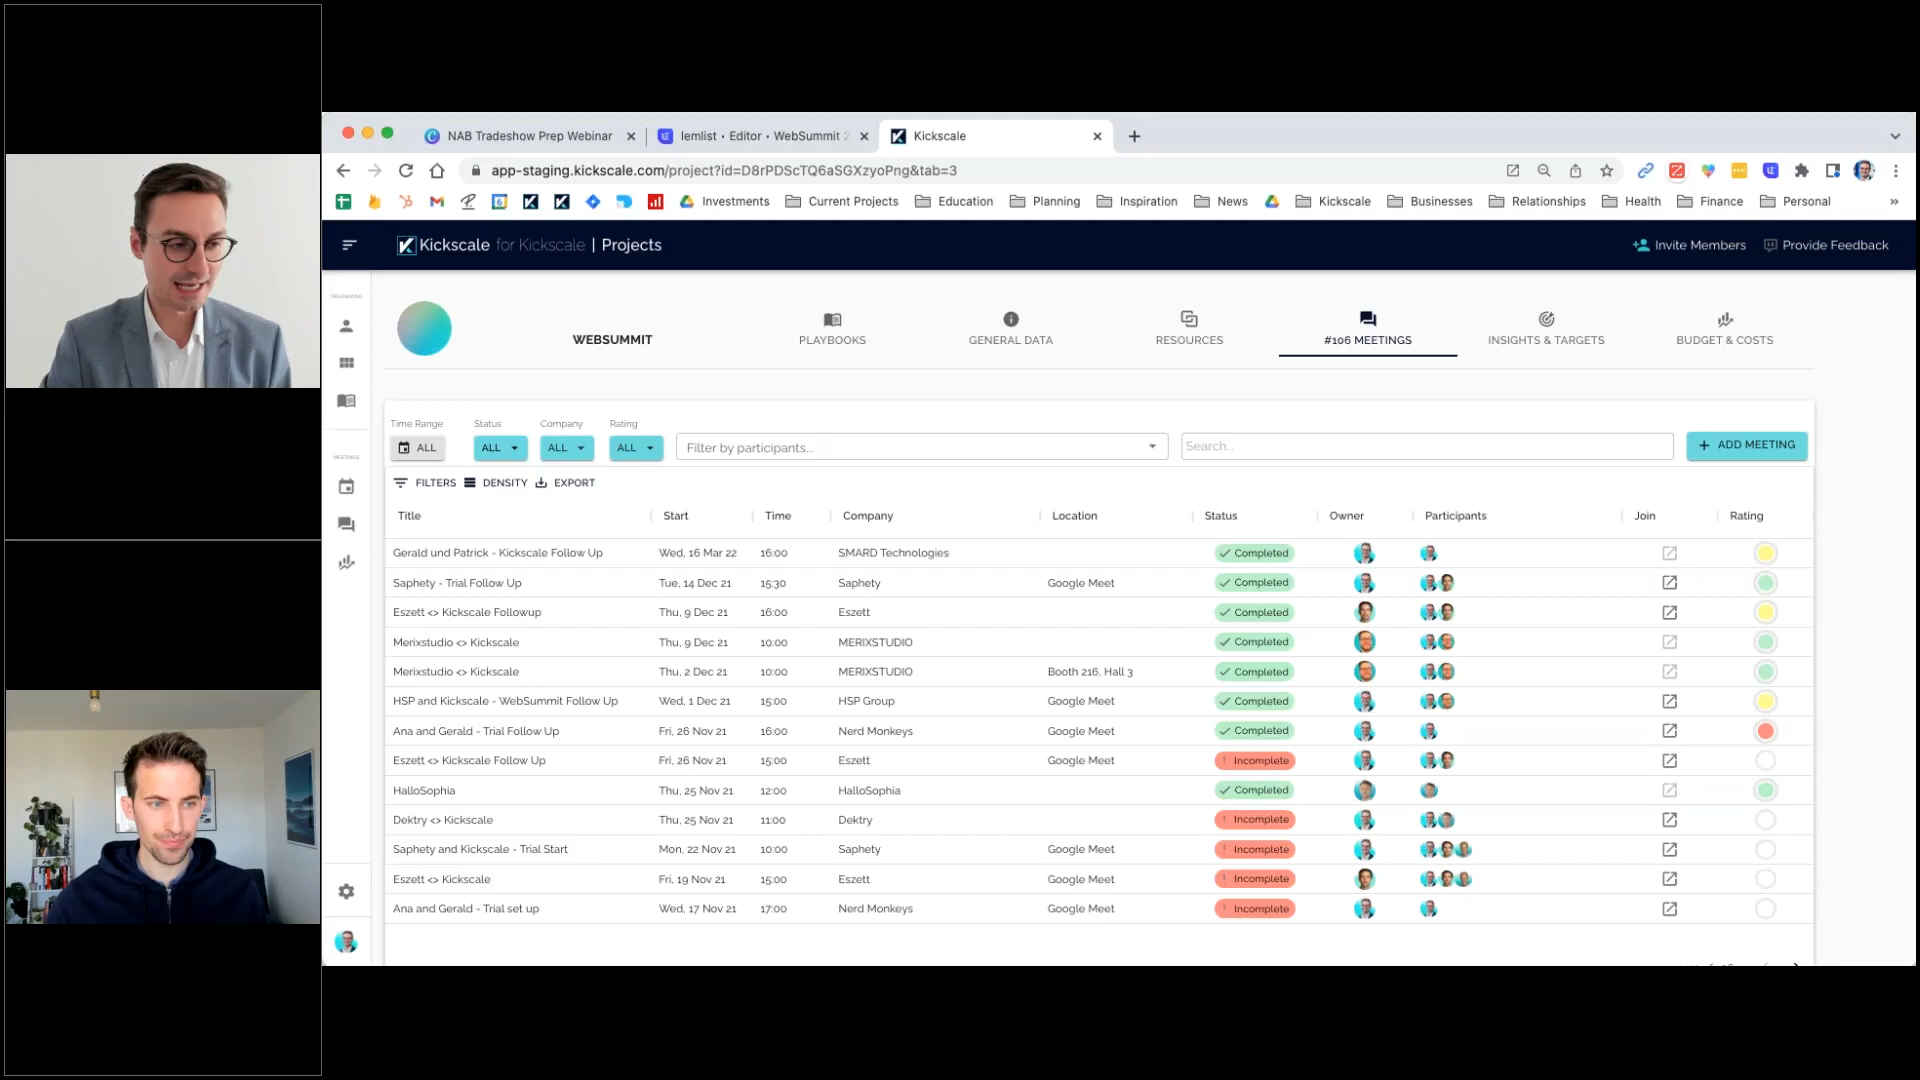 NAB Tradeshow Prep Webinar
lemlist • Editor • WebSummit 2
Kickscale
app-staging.kickscale.com/project?id=D8rPDScTQ6aSGXzyoPng&tab=3
Investments Current Projects Education Planning Inspiration News Kickscale Businesses Relationships Health Finance Personal »
Kickscale for Kickscale | Projects
Invite Members Provide Feedback
WEBSUMMIT
PLAYBOOKS
GENERAL DATA
RESOURCES
#106 MEETINGS
INSIGHTS & TARGETS
BUDGET & COSTS
ORGANIZING
MEETINGS
Time Range Status Company Rating
ALL ALL ALL ALL Filter by participants... Search... + ADD MEETING
FILTERS DENSITY EXPORT
Title Start Time Company Location Status Owner Participants Join Rating
Gerald und Patrick - Kickscale Follow Up Wed, 16 Mar 22 16:00 SMARD Technologies Completed
Saphety - Trial Follow Up Tue, 14 Dec 21 15:30 Saphety Google Meet Completed
Eszett <> Kickscale Followup Thu, 9 Dec 21 16:00 Eszett Completed
Merixstudio <> Kickscale Thu, 9 Dec 21 10:00 MERIXSTUDIO Completed
Merixstudio <> Kickscale Thu, 2 Dec 21 10:00 MERIXSTUDIO Booth 216, Hall 3 Completed
HSP and Kickscale - WebSummit Follow Up Wed, 1 Dec 21 15:00 HSP Group Google Meet Completed
Ana and Gerald - Trial Follow Up Fri, 26 Nov 21 16:00 Nerd Monkeys Google Meet Completed
Eszett <> Kickscale Follow Up Fri, 26 Nov 21 15:00 Eszett Google Meet ! Incomplete
HalloSophia Thu, 25 Nov 21 12:00 HalloSophia Completed
Dektry <> Kickscale Thu, 25 Nov 21 11:00 Dektry ! Incomplete
Saphety and Kickscale - Trial Start Mon, 22 Nov 21 10:00 Saphety Google Meet ! Incomplete
Eszett <> Kickscale Fri, 19 Nov 21 15:00 Eszett Google Meet ! Incomplete
Ana and Gerald - Trial set up Wed, 17 Nov 21 17:00 Nerd Monkeys Google Meet ! Incomplete